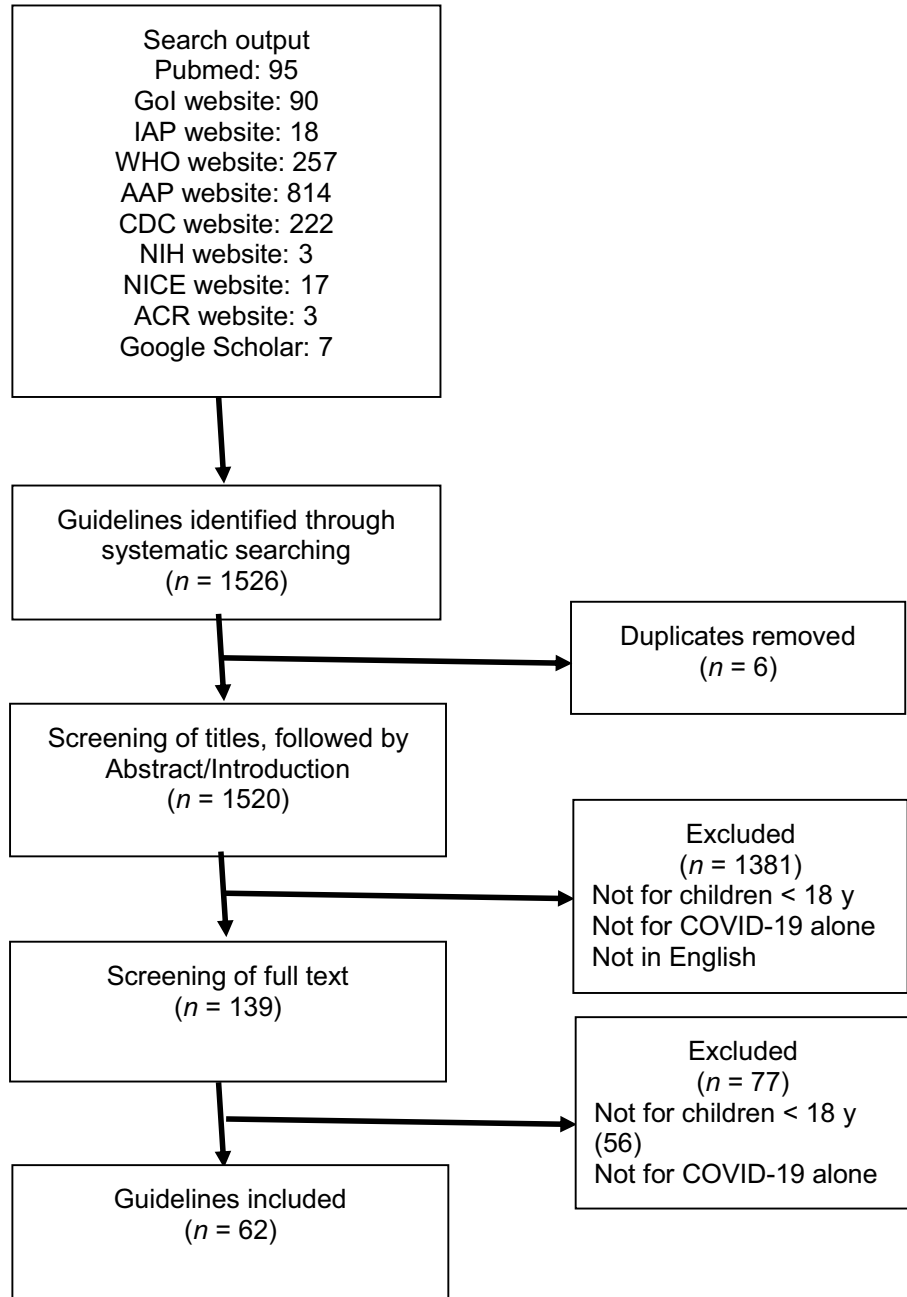 Search output
Pubmed: 95
GoI website: 90
IAP website: 18
WHO website: 257
AAP website: 814
CDC website: 222
NIH website: 3
NICE website: 17
ACR website: 3
Google Scholar: 7
Guidelines identified through
systematic searching
(n = 1526)
Duplicates removed
(n = 6)
Screening of titles, followed by
Abstract/Introduction
(n = 1520)
Excluded
(n = 1381)
Not for children < 18 y
Not for COVID-19 alone
Not in English
Screening of full text
(n = 139)
Excluded
(n = 77)
Not for children < 18 y
(56)
Not for COVID-19 alone
Guidelines included
(n = 62)